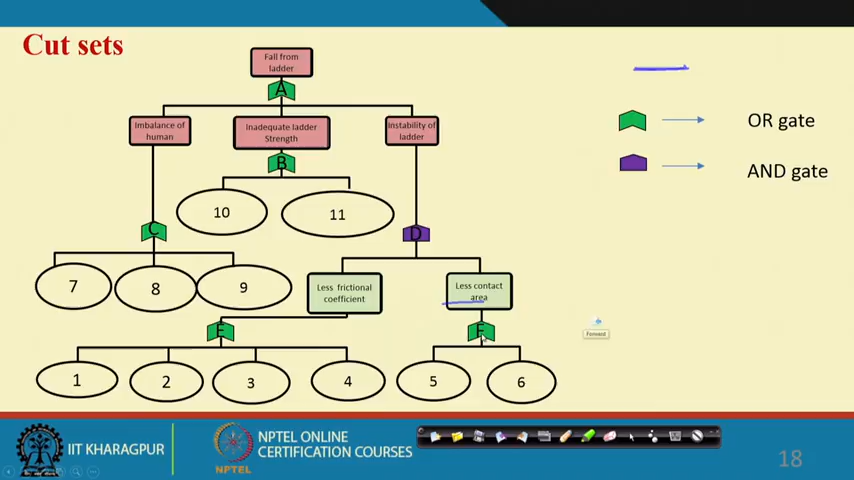 Cut sets
Fall from
ladder
A
Imbalance of
human
Inadequate ladder
Strength
Instability of
ladder
OR gate
AND gate
B
10
11
C
D
7
8
9
Less frictional
coefficient
Less contact
area
E
F
Forward
1
2
3
4
5
6
IIT KHARAGPUR
NPTEL
NPTEL ONLINE
CERTIFICATION COURSES
18